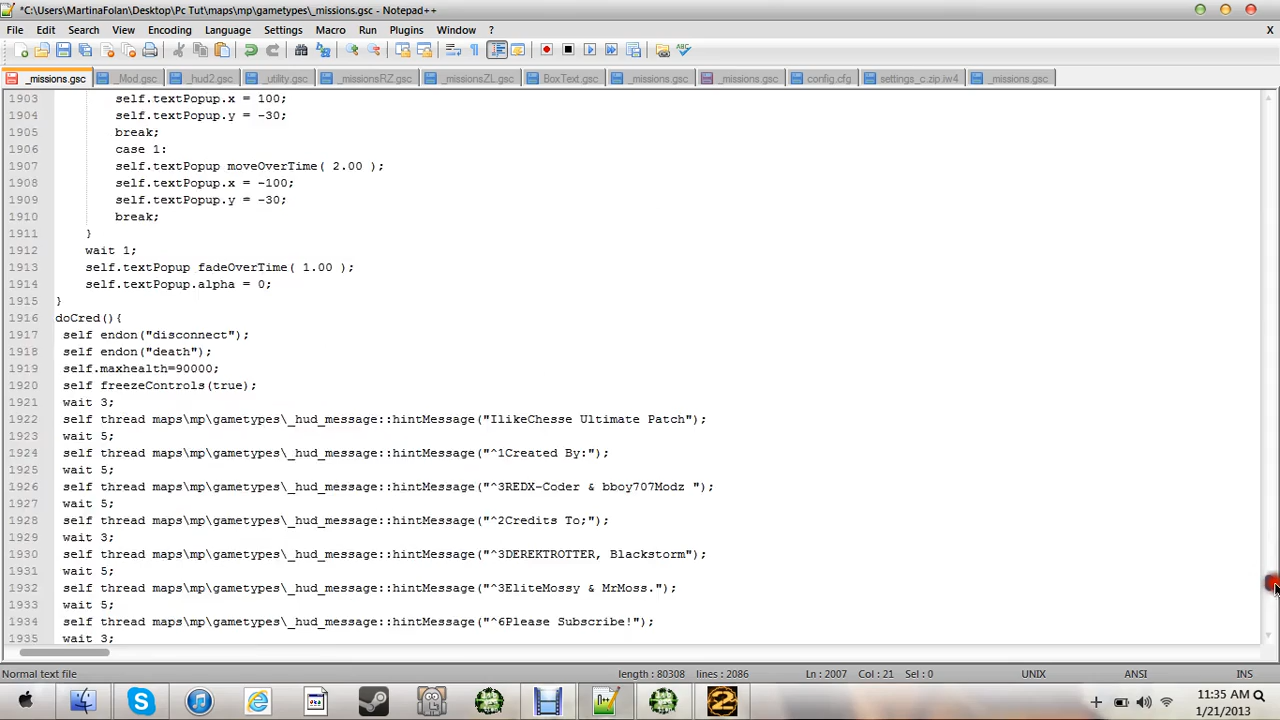 *C:\Users\MartinaFolan\Desktop\Pc Tut\maps\mp\gametypes\_missions.gsc - Notepad++
File Edit Search View Encoding Language Settings Macro Run Plugins Window ?
_missions.gsc _Mod.gsc _hud2.gsc _utility.gsc _missionsRZ.gsc _missionsZL.gsc BoxText.gsc _missions.gsc _missions.gsc config.cfg settings_c.zip.iw4 _missions.gsc
1903 self.textPopup.x = 100;
1904 self.textPopup.y = -30;
1905 break;
1906 case 1:
1907 self.textPopup moveOverTime( 2.00 );
1908 self.textPopup.x = -100;
1909 self.textPopup.y = -30;
1910 break;
1911 }
1912 wait 1;
1913 self.textPopup fadeOverTime( 1.00 );
1914 self.textPopup.alpha = 0;
1915 }
1916 doCred(){
1917 self endon("disconnect");
1918 self endon("death");
1919 self.maxhealth=90000;
1920 self freezeControls(true);
1921 wait 3;
1922 self thread maps\mp\gametypes\_hud_message::hintMessage("IlikeChesse Ultimate Patch");
1923 wait 5;
1924 self thread maps\mp\gametypes\_hud_message::hintMessage("^1Created By:");
1925 wait 5;
1926 self thread maps\mp\gametypes\_hud_message::hintMessage("^3REDX-Coder & bboy707Modz ");
1927 wait 5;
1928 self thread maps\mp\gametypes\_hud_message::hintMessage("^2Credits To;");
1929 wait 3;
1930 self thread maps\mp\gametypes\_hud_message::hintMessage("^3DEREKTROTTER, Blackstorm");
1931 wait 5;
1932 self thread maps\mp\gametypes\_hud_message::hintMessage("^3EliteMossy & MrMoss.");
1933 wait 5;
1934 self thread maps\mp\gametypes\_hud_message::hintMessage("^6Please Subscribe!");
1935 wait 3;
Normal text file length : 80308 lines : 2086 Ln : 2007 Col : 21 Sel : 0 UNIX ANSI INS
11:35 AM
1/21/2013